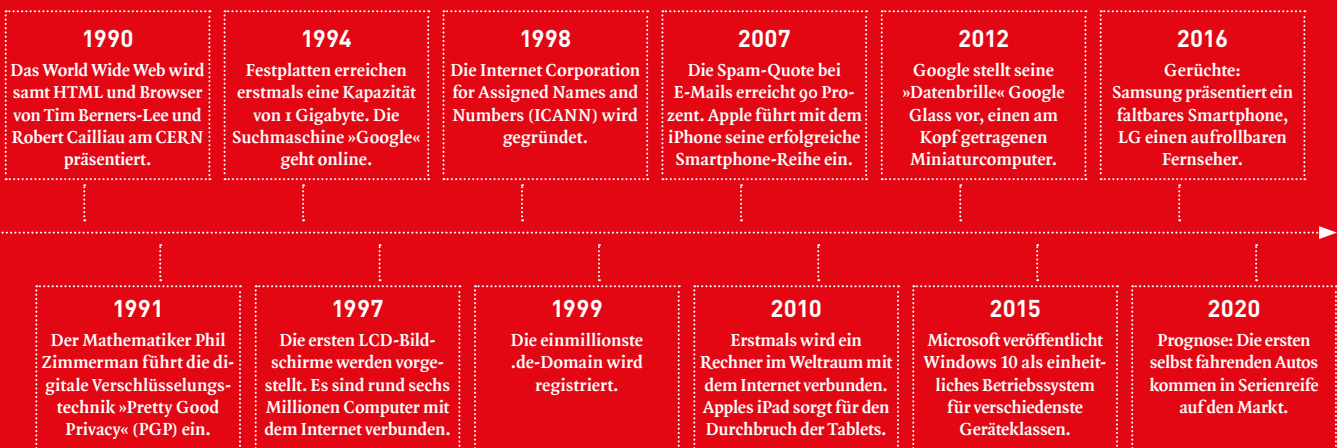 1990
Das World Wide Web wird
samt HTML und Browser
von Tim Berners-Lee und
Robert Cailliau am CERN
präsentiert.
1994
Festplatten erreichen
erstmals eine Kapazität
von 1 Gigabyte. Die
Suchmaschine »Google«
geht online.
1998
Die Internet Corporation
for Assigned Names and
Numbers (ICANN) wird
gegründet.
2007
Die Spam-Quote bei
E-Mails erreicht 90 Pro-
zent. Apple führt mit dem
iPhone seine erfolgreiche
Smartphone-Reihe ein.
2012
Google stellt seine
»Datenbrille« Google
Glass vor, einen am
Kopf getragenen
Miniaturcomputer.
2016
Gerüchte:
Samsung präsentiert ein
faltbares Smartphone,
LG einen aufrollbaren
Fernseher.
1991
Der Mathematiker Phil
Zimmerman führt die di-
gitale Verschlüsselungs-
technik »Pretty Good
Privacy« (PGP) ein.
1997
Die ersten LCD-Bild-
schirme werden vorge-
stellt. Es sind rund sechs
Millionen Computer mit
dem Internet verbunden.
1999
Die einmillionste
.de-Domain wird
registriert.
2010
Erstmals wird ein
Rechner im Weltraum mit
dem Internet verbunden.
Apples iPad sorgt für den
Durchbruch der Tablets.
2015
Microsoft veröffentlicht
Windows 10 als einheit-
liches Betriebssystem
für verschiedenste
Geräteklassen.
2020
Prognose: Die ersten
selbst fahrenden Autos
kommen in Serienreife
auf den Markt.